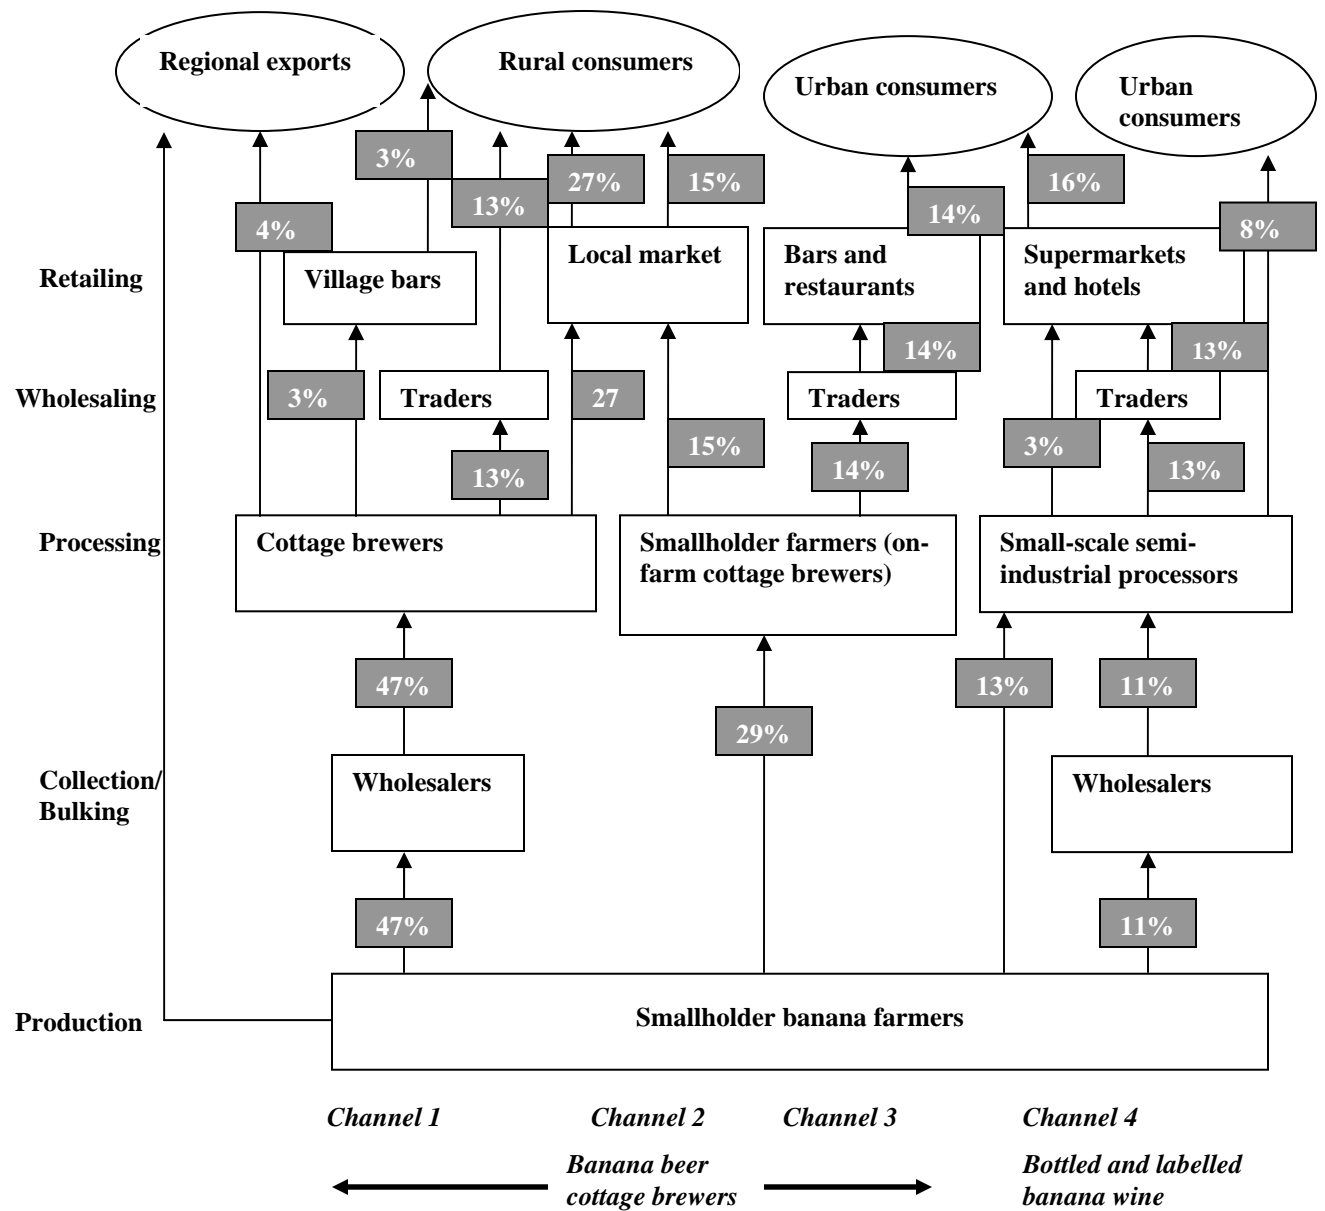 Regional exports
Rural consumers
Urban consumers
Urban
consumers
3%
27%
15%
16%
13%
14%
4%
8%
Retailing
Village bars
Local market
Bars and
restaurants
Supermarkets
and hotels
14%
13%
Wholesaling
3%
Traders
27
Traders
Traders
15%
3%
13%
14%
13%
Processing
Cottage brewers
Smallholder farmers (on-
farm cottage brewers)
Small-scale semi-
industrial processors
47%
13%
11%
29%
Collection/
Bulking
Wholesalers
Wholesalers
47%
11%
Production
Smallholder banana farmers
Channel 1
Channel 2
Channel 3
Channel 4
Banana beer
cottage brewers
Bottled and labelled
banana wine